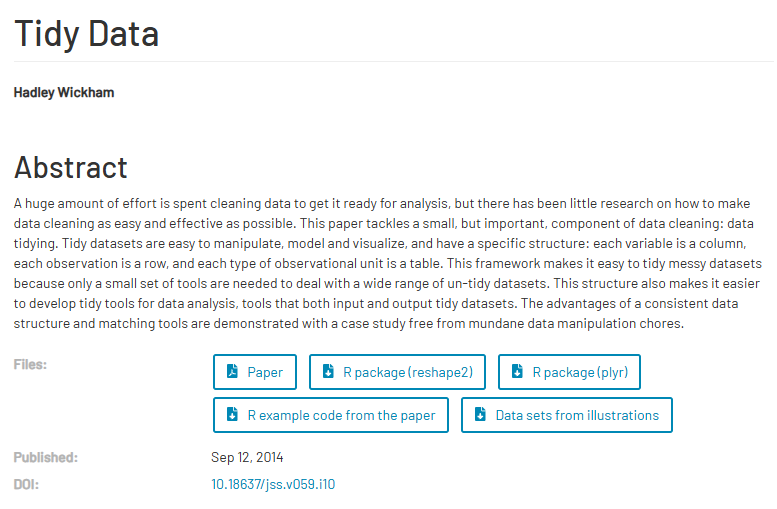 Tidy Data
Hadley Wickham
Abstract
A huge amount of effort is spent cleaning data to get it ready for analysis, but there has been little research on how to make
data cleaning as easy and effective as possible. This paper tackles a small, but important, component of data cleaning: data
tidying. Tidy datasets are easy to manipulate, model and visualize, and have a specific structure: each variable is a column,
each observation is a row, and each type of observational unit is a table. This framework makes it easy to tidy messy datasets
because only a small set of tools are needed to deal with a wide range of un-tidy datasets. This structure also makes it easier
to develop tidy tools for data analysis, tools that both input and output tidy datasets. The advantages of a consistent data
structure and matching tools are demonstrated with a case study free from mundane data manipulation chores.
Files: Paper R package (reshape2) R package (plyr)
R example code from the paper Data sets from illustrations
Published: Sep 12, 2014
DOI: 10.18637/jss.v059.i10